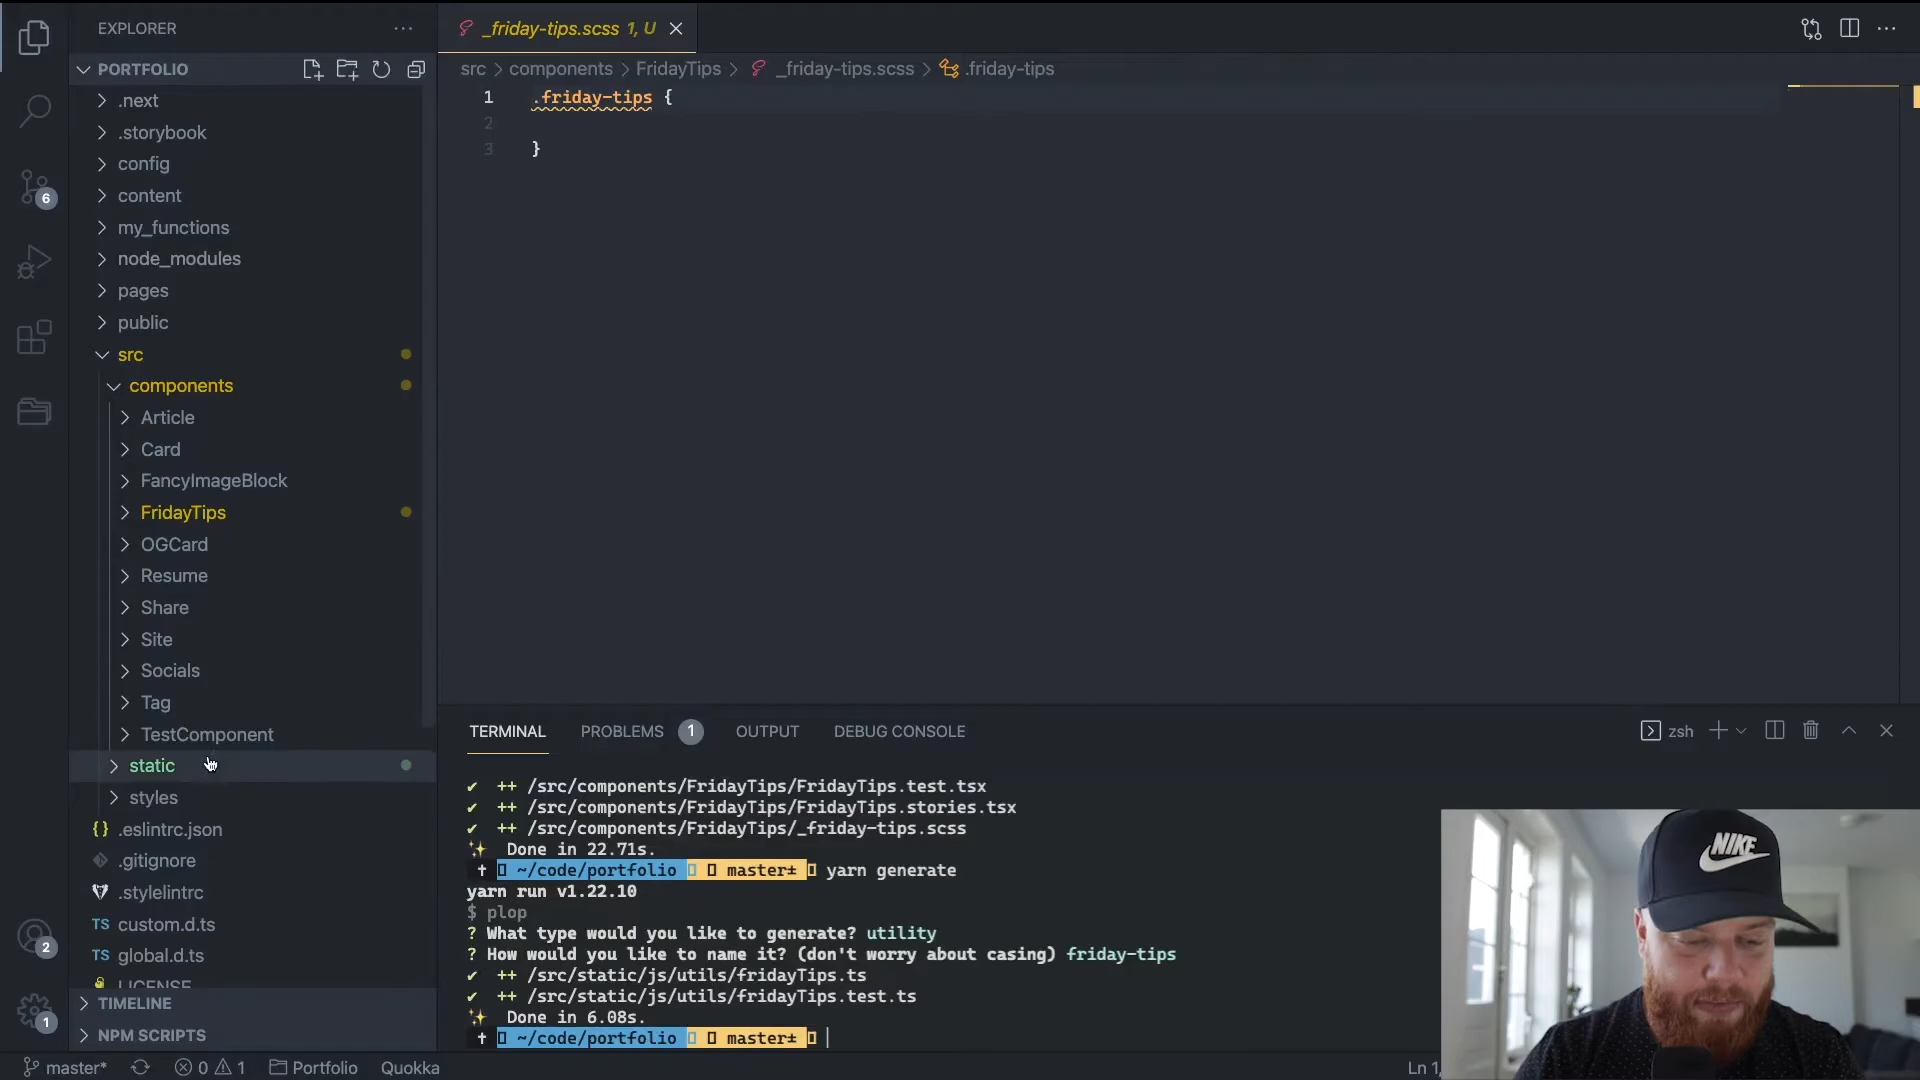 EXPLORER
PORTFOLIO
.next
.storybook
config
content
my_functions
node_modules
pages
public
src
components
Article
Card
FancyImageBlock
FridayTips
OGCard
Resume
Share
Site
Socials
Tag
TestComponent
static
styles
.eslintrc.json
.gitignore
.stylelintrc
TS custom.d.ts
TS global.d.ts
LICENSE
TIMELINE
NPM SCRIPTS
6
2
1
_friday-tips.scss 1, U
src > components > FridayTips > _friday-tips.scss > .friday-tips
1 .friday-tips {
2
3 }
TERMINAL PROBLEMS 1 OUTPUT DEBUG CONSOLE
zsh
✔ ++ /src/components/FridayTips/FridayTips.test.tsx
✔ ++ /src/components/FridayTips/FridayTips.stories.tsx
✔ ++ /src/components/FridayTips/_friday-tips.scss
✨ Done in 22.71s.
~/code/portfolio master± yarn generate
yarn run v1.22.10
$ plop
? What type would you like to generate? utility
? How would you like to name it? (don't worry about casing) friday-tips
✔ ++ /src/static/js/utils/fridayTips.ts
✔ ++ /src/static/js/utils/fridayTips.test.ts
✨ Done in 6.08s.
~/code/portfolio master±
NIKE
master* 0 1 Portfolio Quokka
Ln 1,